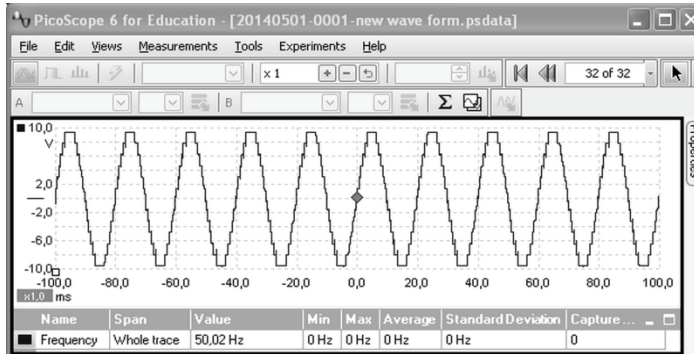 PicoScope 6 for Education - [20140501-0001-new wave form.psdata]
File Edit Views Measurements Tools Experiments Help
x 1 + − 32 of 32
A B Σ
10,0
V
2,0
-2,0
-6,0
-10,0
-100,0 -80,0 -60,0 -40,0 -20,0 0,0 20,0 40,0 60,0 80,0 100,0
x1,0 ms
Properties
Name Span Value Min Max Average Standard Deviation Capture ...
Frequency Whole trace 50,02 Hz 0 Hz 0 Hz 0 Hz 0 Hz 0